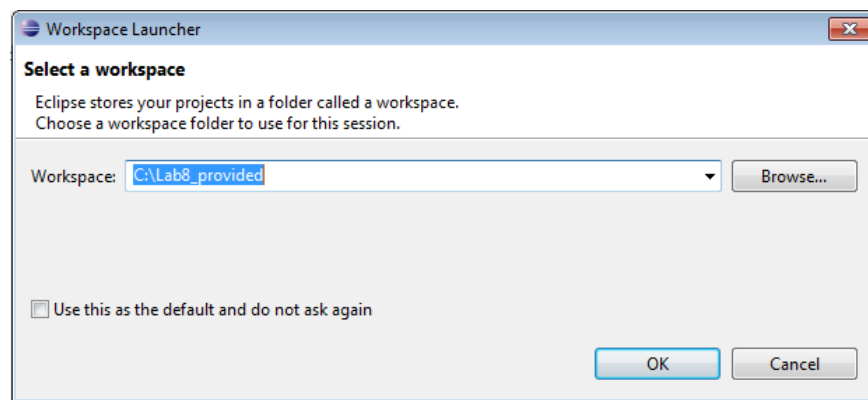 Workspace Launcher
Select a workspace
Eclipse stores your projects in a folder called a workspace.
Choose a workspace folder to use for this session.
Workspace: C:\Lab8_provided Browse...
Use this as the default and do not ask again
OK Cancel